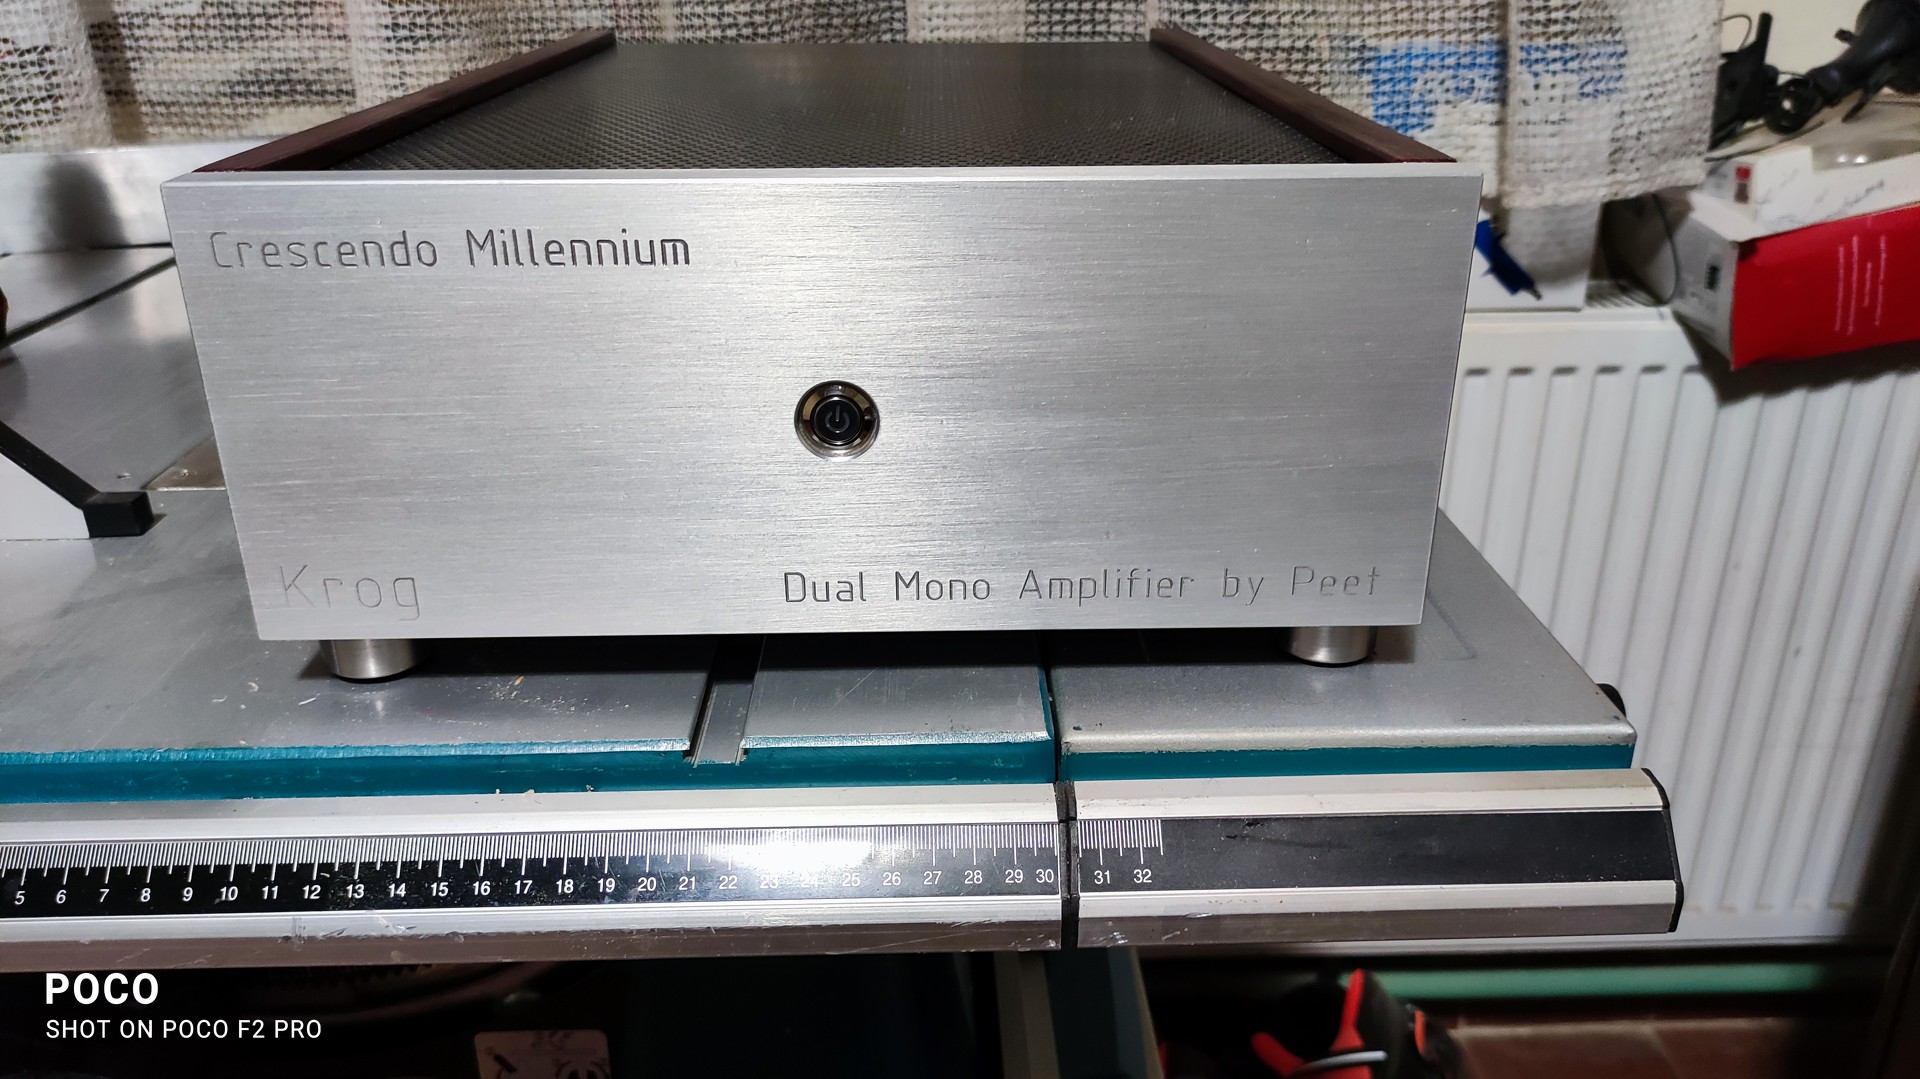 Crescendo Millennium
Krog
Dual Mono Amplifier by Peet
5 6 7 8 9 10 11 12 13 14 15 16 17 18 19 20 21 22 23 24 25 26 27 28 29 30 31 32
POCO
SHOT ON POCO F2 PRO